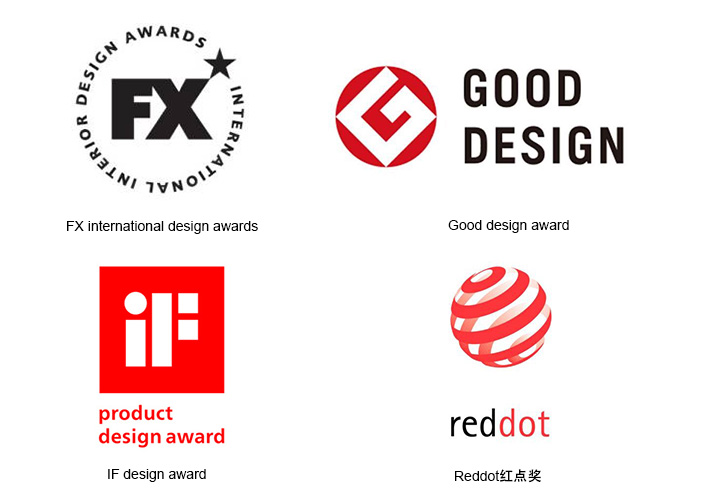 INTERNATIONAL INTERIOR DESIGN AWARDS
FX
GOOD
DESIGN
FX international design awards
Good design award
iF
product
design award
reddot
IF design award
Reddot红点奖